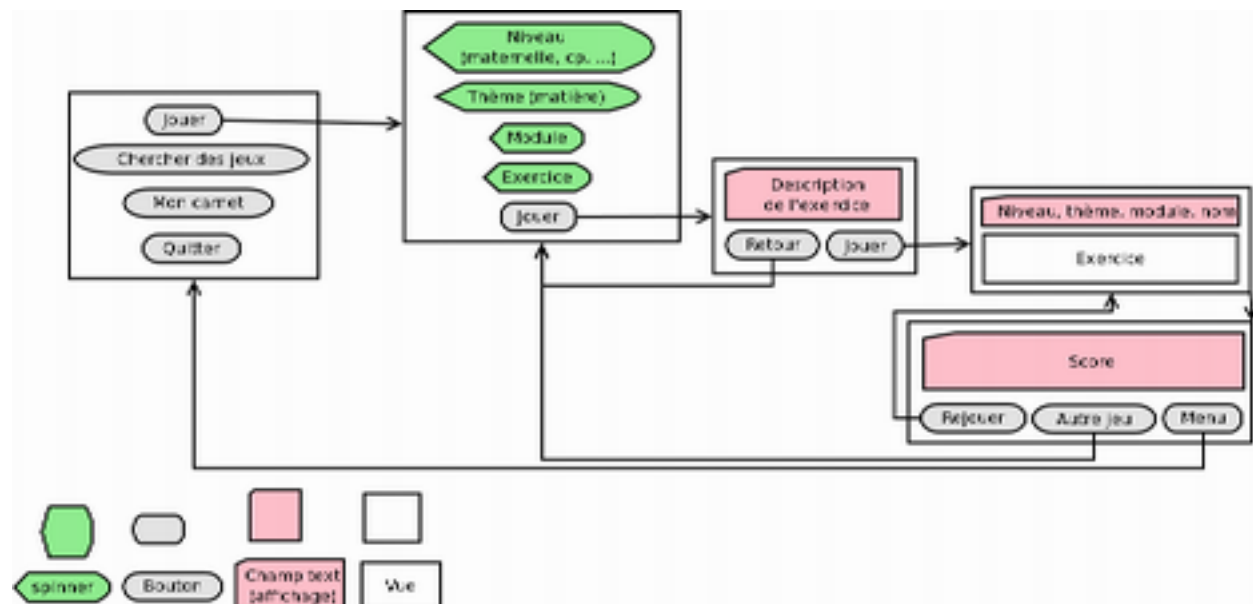 Jouer
Chercher des jeux
Mon carnet
Quitter
Niveau
(maternelle, cp, ...)
Thème (matière)
Module
Exercice
Jouer
Description
de l'exercice
Retour
Jouer
Niveau, thème, module, nom
Exercice
Score
Rejouer
Autre jeu
Menu
spinner
Bouton
Champ text
(affichage)
Vue